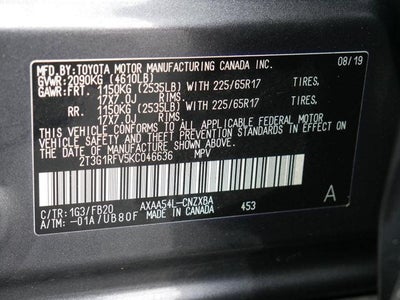 MFD.BY:TOYOTA MOTOR MANUFACTURING CANADA INC. 08/19
GVWR:2090KG (4610LB)
GAWR:FRT. 1150KG (2535LB) WITH 225/65R17 TIRES,
17X7.0J RIMS
RR. 1150KG (2535LB) WITH 225/65R17 TIRES,
17X7.0J RIMS
THIS VEHICLE CONFORMS TO ALL APPLICABLE FEDERAL MOTOR
VEHICLE SAFETY AND THEFT PREVENTION STANDARDS IN
EFFECT ON THE DATE OF MANUFACTURE SHOWN ABOVE.
2T3G1RFV5KC046636 MPV
C/TR: 1G3/FB20 AXAA54L-CNZXBA A
A/TM: -01A/UB80F MADE IN CANADA 453